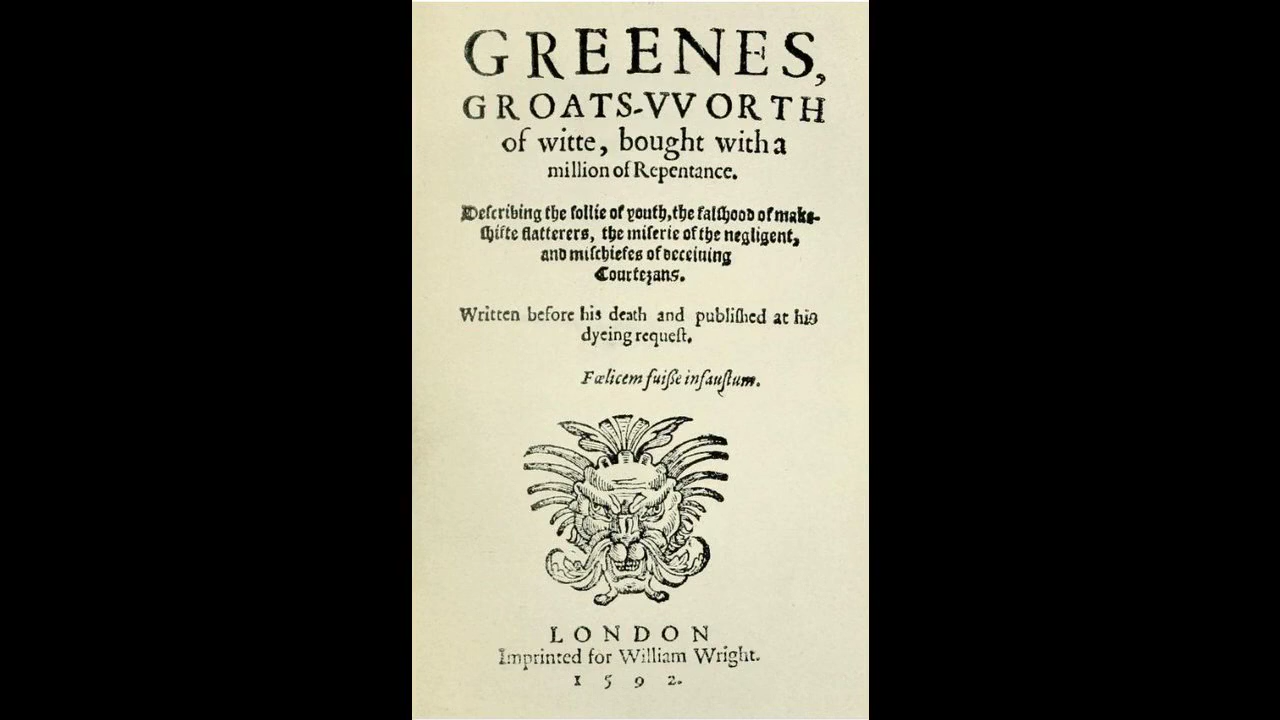 GREENES,
GROATS-VVORTH
of witte, bought with a
million of Repentance.
Deſcribing the follie of youth, the falſhood of make-
ſhifte flatterers, the miſerie of the negligent,
and miſchiefes of deceiuing
Courtezans.
Written before his death and publiſhed at his
dyeing requeſt.
Fœlicem fuiſſe infauſtum.
LONDON
Imprinted for William Wright.
1592.